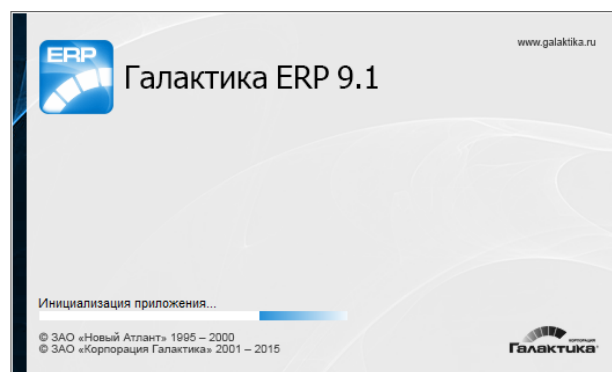 www.galaktika.ru
ERP
Галактика ERP 9.1
Инициализация приложения...
© ЗАО «Новый Атлант» 1995 – 2000
© ЗАО «Корпорация Галактика» 2001 – 2015
КОРПОРАЦИЯ
Галактика